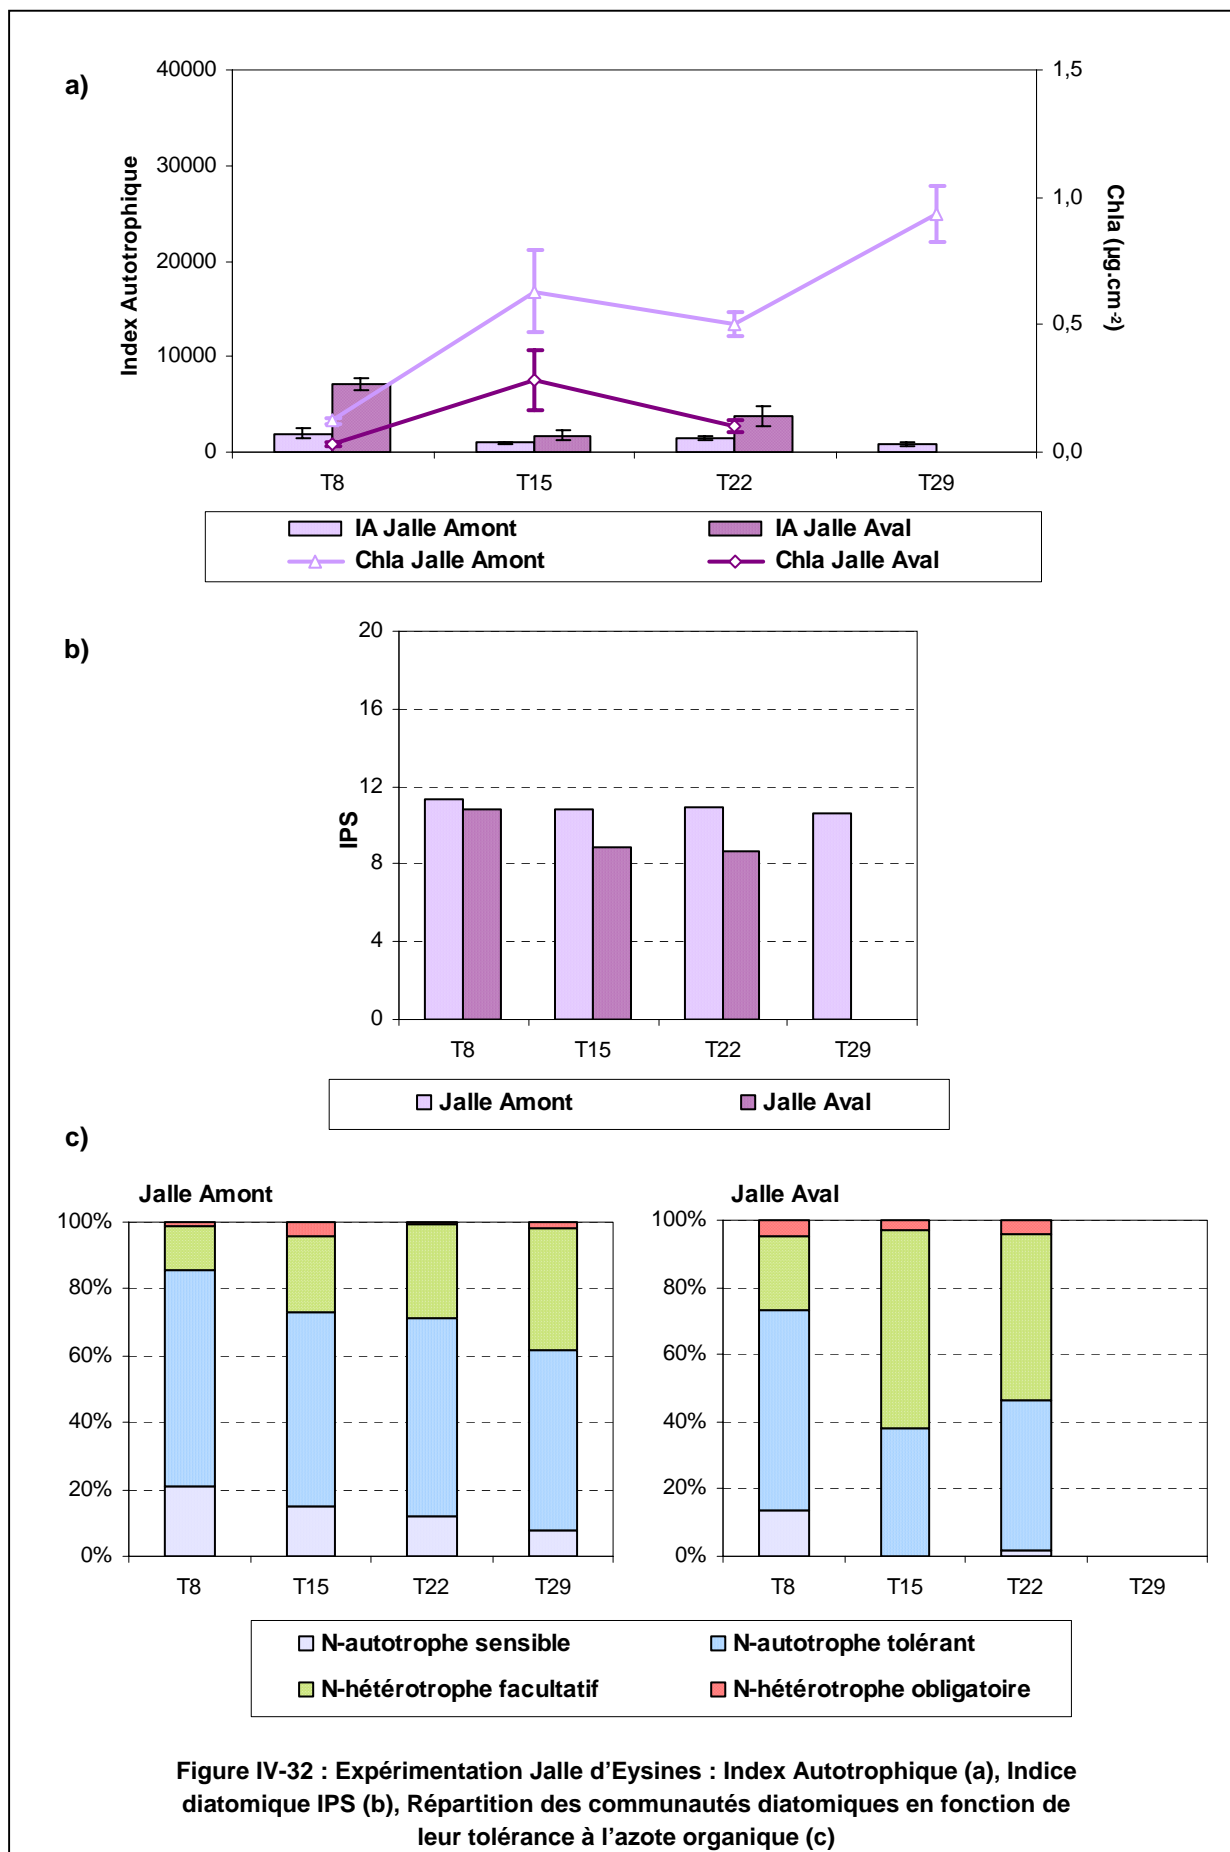 a)
40000
30000
20000
10000
0
Index Autotrophique
1,5
1,0
0,5
0,0
Chla (µg.cm-2)
T8 T15 T22 T29
IA Jalle Amont IA Jalle Aval
Chla Jalle Amont Chla Jalle Aval
b)
20
16
12
8
4
0
IPS
T8 T15 T22 T29
Jalle Amont Jalle Aval
c)
Jalle Amont
100%
80%
60%
40%
20%
0%
T8 T15 T22 T29
Jalle Aval
100%
80%
60%
40%
20%
0%
T8 T15 T22 T29
N-autotrophe sensible N-autotrophe tolérant
N-hétérotrophe facultatif N-hétérotrophe obligatoire
Figure IV-32 : Expérimentation Jalle d’Eysines : Index Autotrophique (a), Indice
diatomique IPS (b), Répartition des communautés diatomiques en fonction de
leur tolérance à l’azote organique (c)